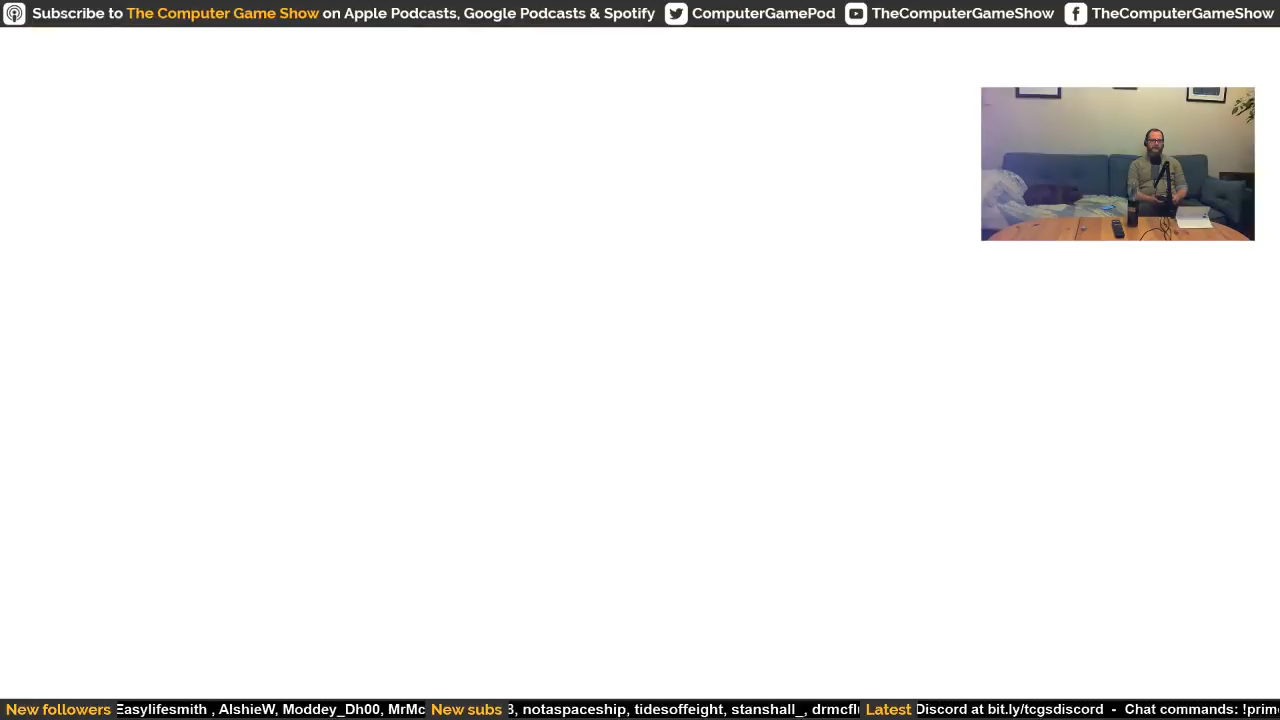 Subscribe to The Computer Game Show on Apple Podcasts, Google Podcasts & Spotify ComputerGamePod TheComputerGameShow TheComputerGameShow
New followers Easylifesmith , AlshieW, Moddey_Dh00, MrMc New subs 3, notaspaceship, tidesofeight, stanshall_, drmcfl Latest Discord at bit.ly/tcgsdiscord - Chat commands: !prim